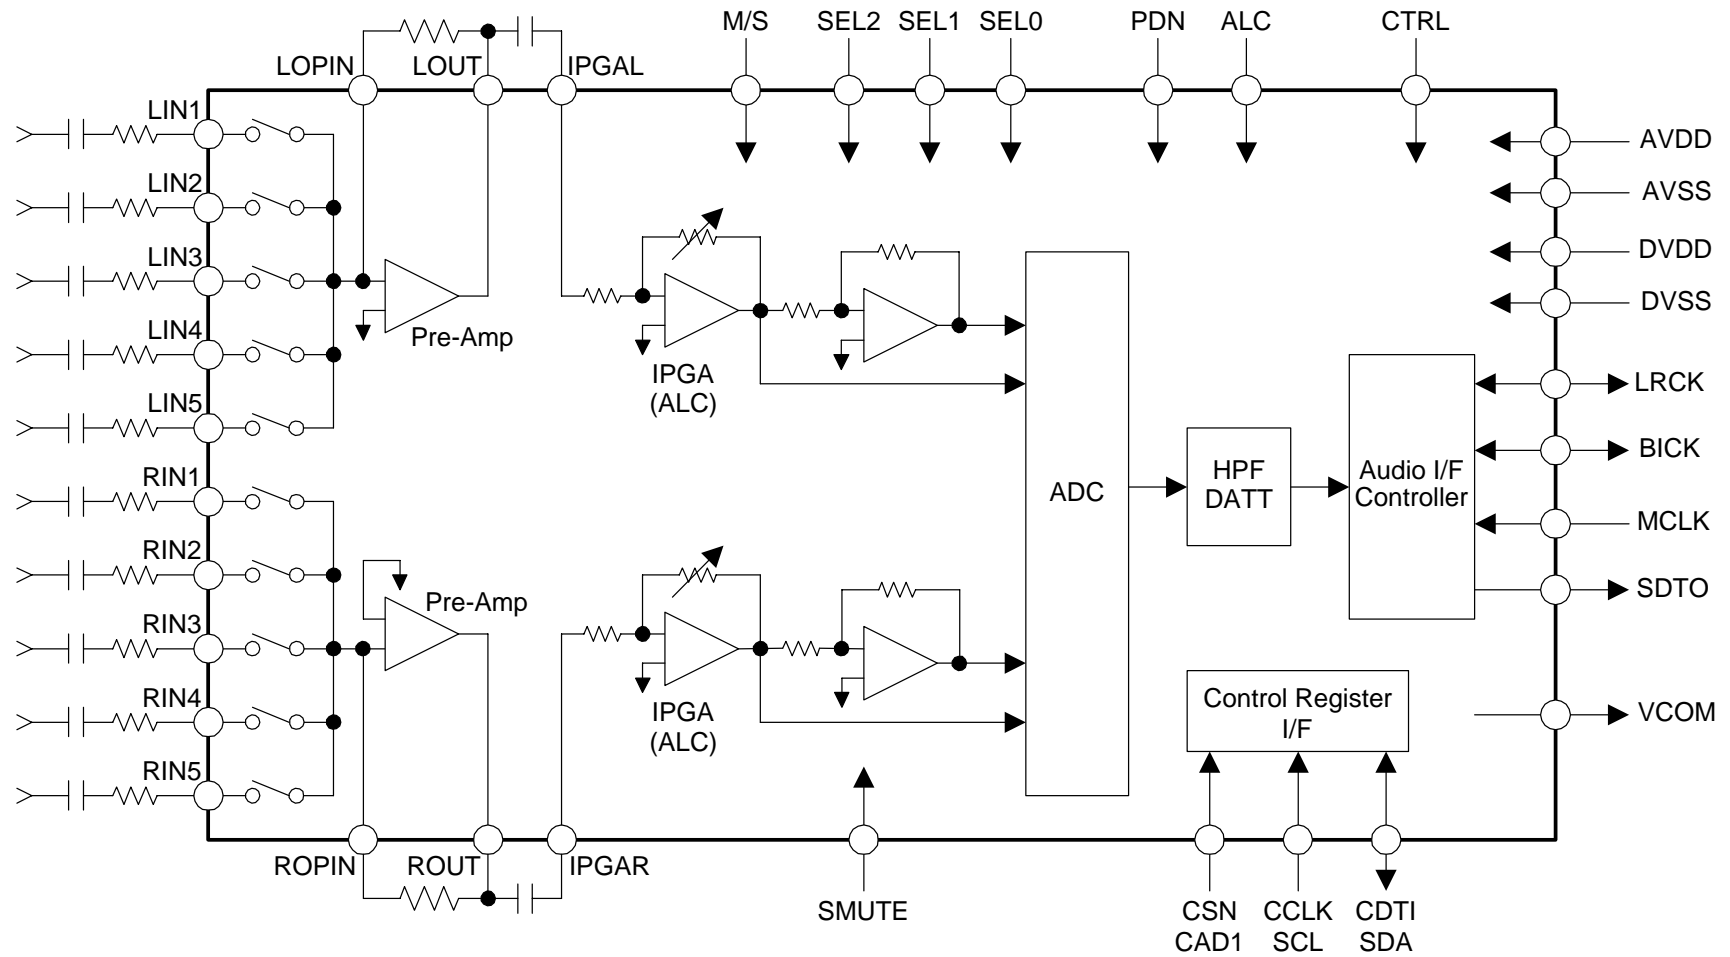 M/S
SEL2
SEL1
SEL0
PDN
ALC
CTRL
LOPIN
LOUT
IPGAL
LIN1
LIN2
LIN3
LIN4
LIN5
RIN1
RIN2
RIN3
RIN4
RIN5
Pre-Amp
IPGA
(ALC)
Pre-Amp
IPGA
(ALC)
ADC
HPF
DATT
Audio I/F
Controller
Control Register
I/F
AVDD
AVSS
DVDD
DVSS
LRCK
BICK
MCLK
SDTO
VCOM
ROPIN
ROUT
IPGAR
SMUTE
CSN
CAD1
CCLK
SCL
CDTI
SDA